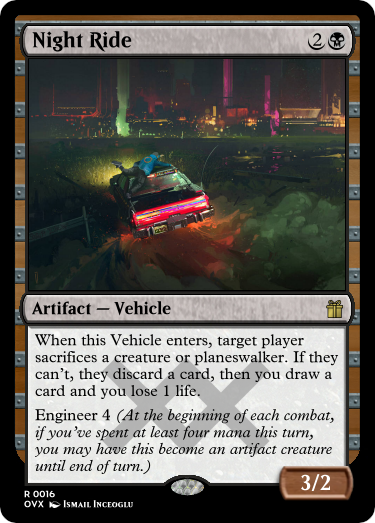 Night Ride 2
Artifact — Vehicle
When this Vehicle enters, target player
sacrifices a creature or planeswalker. If they
can't, they discard a card, then you draw a
card and you lose 1 life.
Engineer 4 (At the beginning of each combat,
if you've spent at least four mana this turn,
you may have this become an artifact creature
until end of turn.)
3/2
R 0016
OVX Ismail Inceoglu